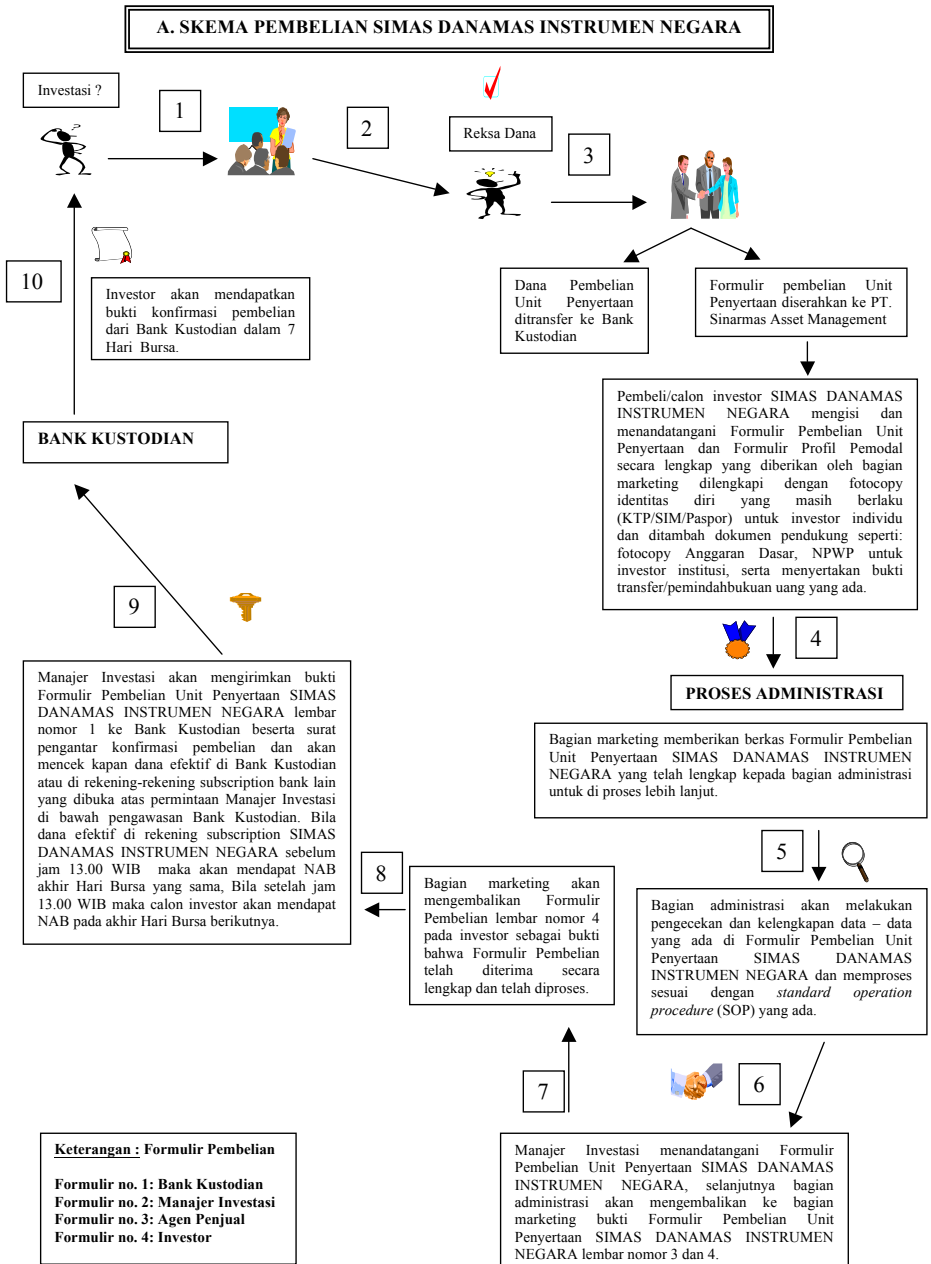 A. SKEMA PEMBELIAN SIMAS DANAMAS INSTRUMEN NEGARA
Investasi ?
1
2
Reksa Dana
3
10
Investor akan mendapatkan
bukti konfirmasi pembelian
dari Bank Kustodian dalam 7
Hari Bursa.
Dana Pembelian
Unit Penyertaan
ditransfer ke Bank
Kustodian
Formulir pembelian Unit
Penyertaan diserahkan ke PT.
Sinarmas Asset Management
Pembeli/calon investor SIMAS DANAMAS
INSTRUMEN NEGARA mengisi dan
menandatangani Formulir Pembelian Unit
Penyertaan dan Formulir Profil Pemodal
secara lengkap yang diberikan oleh bagian
marketing dilengkapi dengan fotocopy
identitas diri yang masih berlaku
(KTP/SIM/Paspor) untuk investor individu
dan ditambah dokumen pendukung seperti:
fotocopy Anggaran Dasar, NPWP untuk
investor institusi, serta menyertakan bukti
transfer/pemindahbukuan uang yang ada.
BANK KUSTODIAN
9
4
PROSES ADMINISTRASI
Manajer Investasi akan mengirimkan bukti
Formulir Pembelian Unit Penyertaan SIMAS
DANAMAS INSTRUMEN NEGARA lembar
nomor 1 ke Bank Kustodian beserta surat
pengantar konfirmasi pembelian dan akan
mencek kapan dana efektif di Bank Kustodian
atau di rekening-rekening subscription bank lain
yang dibuka atas permintaan Manajer Investasi
di bawah pengawasan Bank Kustodian. Bila
dana efektif di rekening subscription SIMAS
DANAMAS INSTRUMEN NEGARA sebelum
jam 13.00 WIB maka akan mendapat NAB
akhir Hari Bursa yang sama, Bila setelah jam
13.00 WIB maka calon investor akan mendapat
NAB pada akhir Hari Bursa berikutnya.
Bagian marketing memberikan berkas Formulir Pembelian
Unit Penyertaan SIMAS DANAMAS INSTRUMEN
NEGARA yang telah lengkap kepada bagian administrasi
untuk di proses lebih lanjut.
5
8
Bagian marketing akan
mengembalikan Formulir
Pembelian lembar nomor 4
pada investor sebagai bukti
bahwa Formulir Pembelian
telah diterima secara
lengkap dan telah diproses.
Bagian administrasi akan melakukan
pengecekan dan kelengkapan data – data
yang ada di Formulir Pembelian Unit
Penyertaan SIMAS DANAMAS
INSTRUMEN NEGARA dan memproses
sesuai dengan standard operation
procedure (SOP) yang ada.
7
6
Keterangan : Formulir Pembelian
Formulir no. 1: Bank Kustodian
Formulir no. 2: Manajer Investasi
Formulir no. 3: Agen Penjual
Formulir no. 4: Investor
Manajer Investasi menandatangani Formulir
Pembelian Unit Penyertaan SIMAS DANAMAS
INSTRUMEN NEGARA, selanjutnya bagian
administrasi akan mengembalikan ke bagian
marketing bukti Formulir Pembelian Unit
Penyertaan SIMAS DANAMAS INSTRUMEN
NEGARA lembar nomor 3 dan 4.